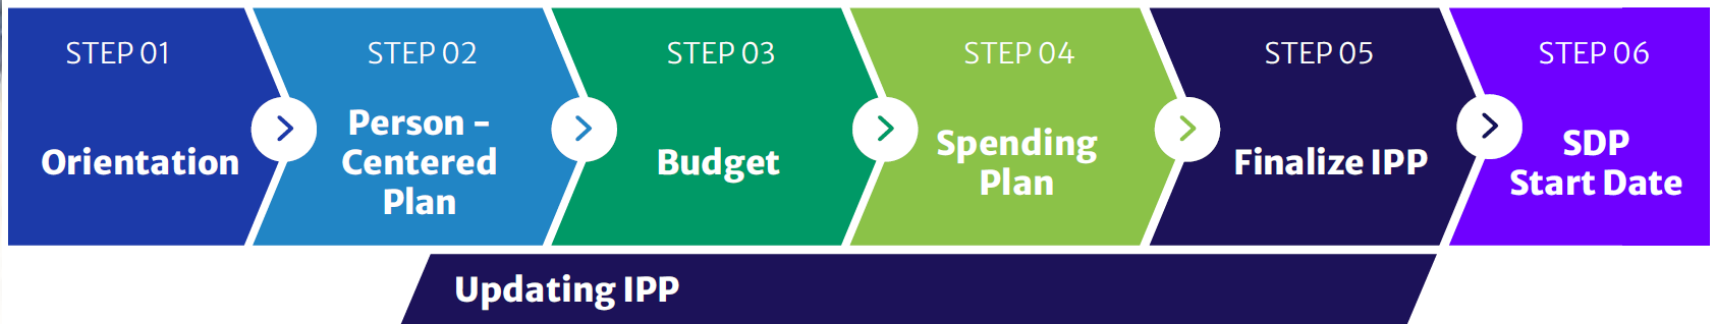 STEP 01
Orientation
STEP 02
Person -
Centered
Plan
STEP 03
Budget
STEP 04
Spending
Plan
STEP 05
Finalize IPP
STEP 06
SDP
Start Date
Updating IPP